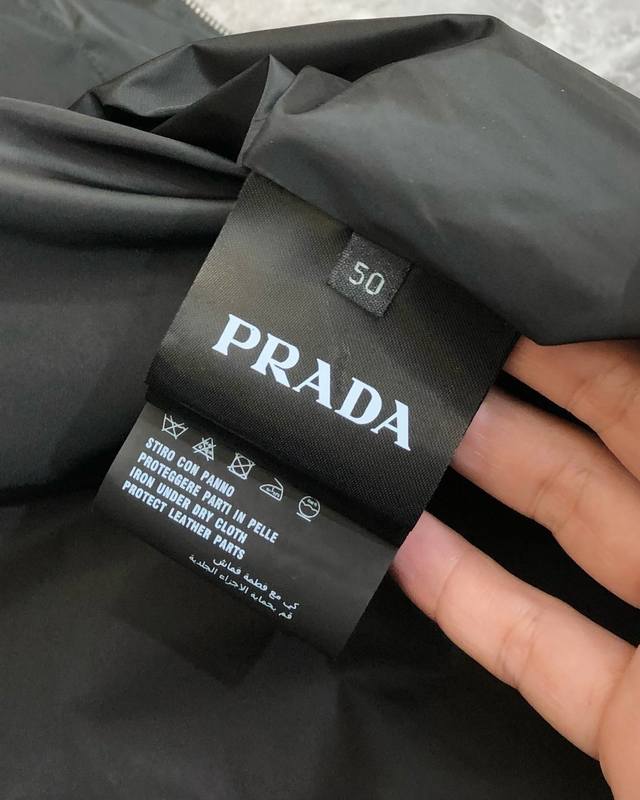 50
PRADA
STIRO CON PANNO
PROTEGGERE PARTI IN PELLE
IRON UNDER DRY CLOTH
PROTECT LEATHER PARTS
كي مع قطعة قماش
قم بحماية الاجزاء الجلدية